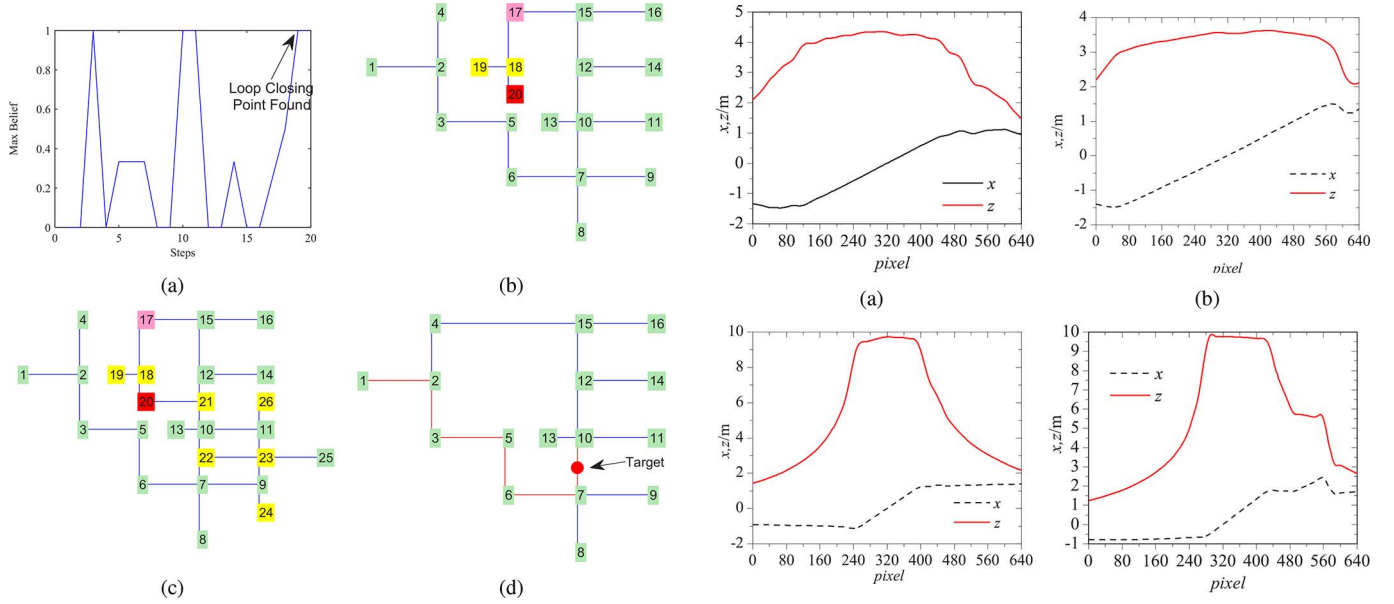 1
0.8
0.6
0.4
0.2
0
0 5 10 15 20
Max Belief
Steps
Loop Closing
Point Found
(a)
4 17 15 16
1 2 19 18 12 14
20
3 5 13 10 11
6 7 9
8
(b)
5
4
3
2
1
0
-1
-2
x,z/m
x
z
0 80 160 240 320 400 480 560 640
pixel
(a)
4
3
2
1
0
-1
-2
x,z/m
x
z
0 80 160 240 320 400 480 560 640
pixel
(b)
4 17 15 16
1 2 19 18 12 14
20 21 26
3 5 13 10 11
22 23 25
6 7 9
24
8
(c)
4 15 16
1 2 12 14
3 5 13 10 11
Target
6 7 9
8
(d)
10
8
6
4
2
0
-2
x,z/m
x
z
0 80 160 240 320 400 480 560 640
pixel
10
9
8
7
6
5
4
3
2
1
0
-1
x,z/m
x
z
0 80 160 240 320 400 480 560 640
pixel